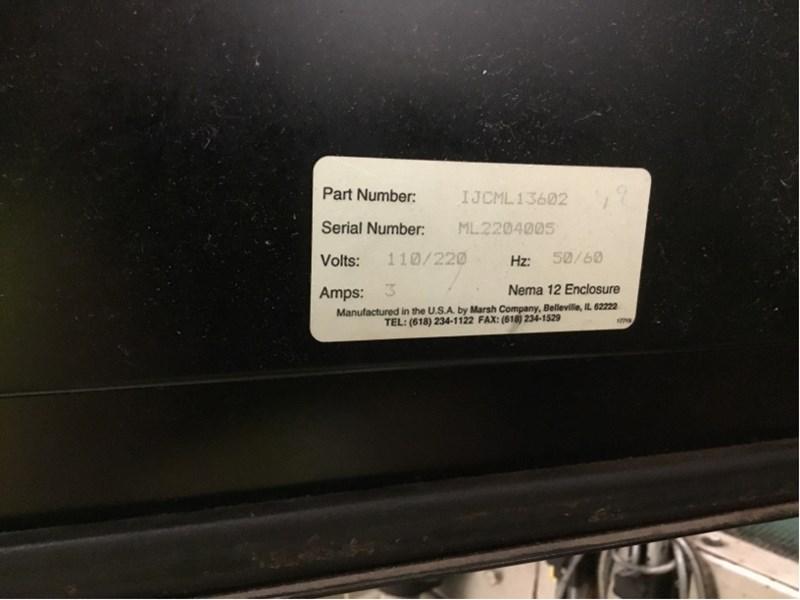 Part Number: IJCML13602
Serial Number: ML2204005
Volts: 110/220 Hz: 50/60
Amps: 3 Nema 12 Enclosure
Manufactured in the U.S.A. by Marsh Company, Belleville, IL 62222
TEL: (618) 234-1122 FAX: (618) 234-1529